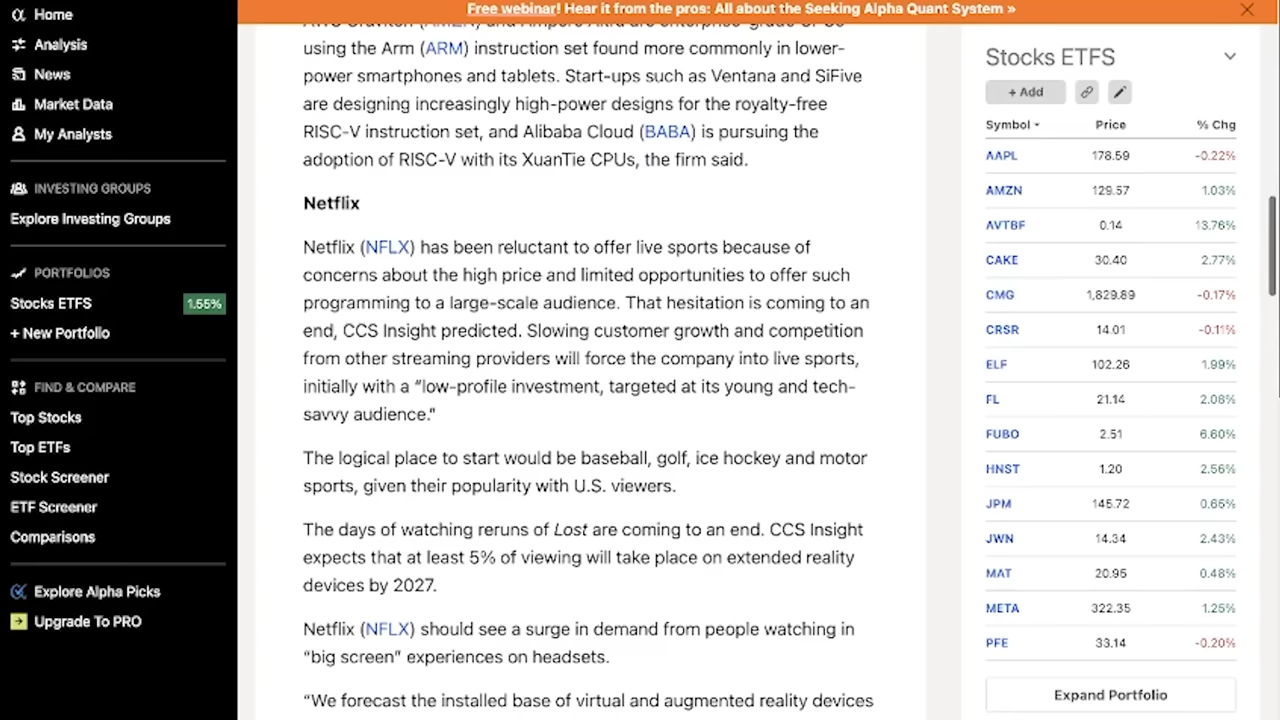 Free webinar! Hear it from the pros: All about the Seeking Alpha Quant System »
Home
Analysis
News
Market Data
My Analysts
INVESTING GROUPS
Explore Investing Groups
PORTFOLIOS
Stocks ETFS 1.55%
+ New Portfolio
FIND & COMPARE
Top Stocks
Top ETFs
Stock Screener
ETF Screener
Comparisons
Explore Alpha Picks
Upgrade To PRO
using the Arm (ARM) instruction set found more commonly in lower-
power smartphones and tablets. Start-ups such as Ventana and SiFive
are designing increasingly high-power designs for the royalty-free
RISC-V instruction set, and Alibaba Cloud (BABA) is pursuing the
adoption of RISC-V with its XuanTie CPUs, the firm said.
Netflix
Netflix (NFLX) has been reluctant to offer live sports because of
concerns about the high price and limited opportunities to offer such
programming to a large-scale audience. That hesitation is coming to an
end, CCS Insight predicted. Slowing customer growth and competition
from other streaming providers will force the company into live sports,
initially with a “low-profile investment, targeted at its young and tech-
savvy audience.”
The logical place to start would be baseball, golf, ice hockey and motor
sports, given their popularity with U.S. viewers.
The days of watching reruns of Lost are coming to an end. CCS Insight
expects that at least 5% of viewing will take place on extended reality
devices by 2027.
Netflix (NFLX) should see a surge in demand from people watching in
“big screen” experiences on headsets.
“We forecast the installed base of virtual and augmented reality devices
Stocks ETFS
+ Add
Symbol Price % Chg
AAPL 178.59 -0.22%
AMZN 129.57 1.03%
AVTBF 0.14 13.76%
CAKE 30.40 2.77%
CMG 1,829.89 -0.17%
CRSR 14.01 -0.11%
ELF 102.26 1.99%
FL 21.14 2.08%
FUBO 2.51 6.60%
HNST 1.20 2.56%
JPM 145.72 0.65%
JWN 14.34 2.43%
MAT 20.95 0.48%
META 322.35 1.25%
PFE 33.14 -0.20%
Expand Portfolio